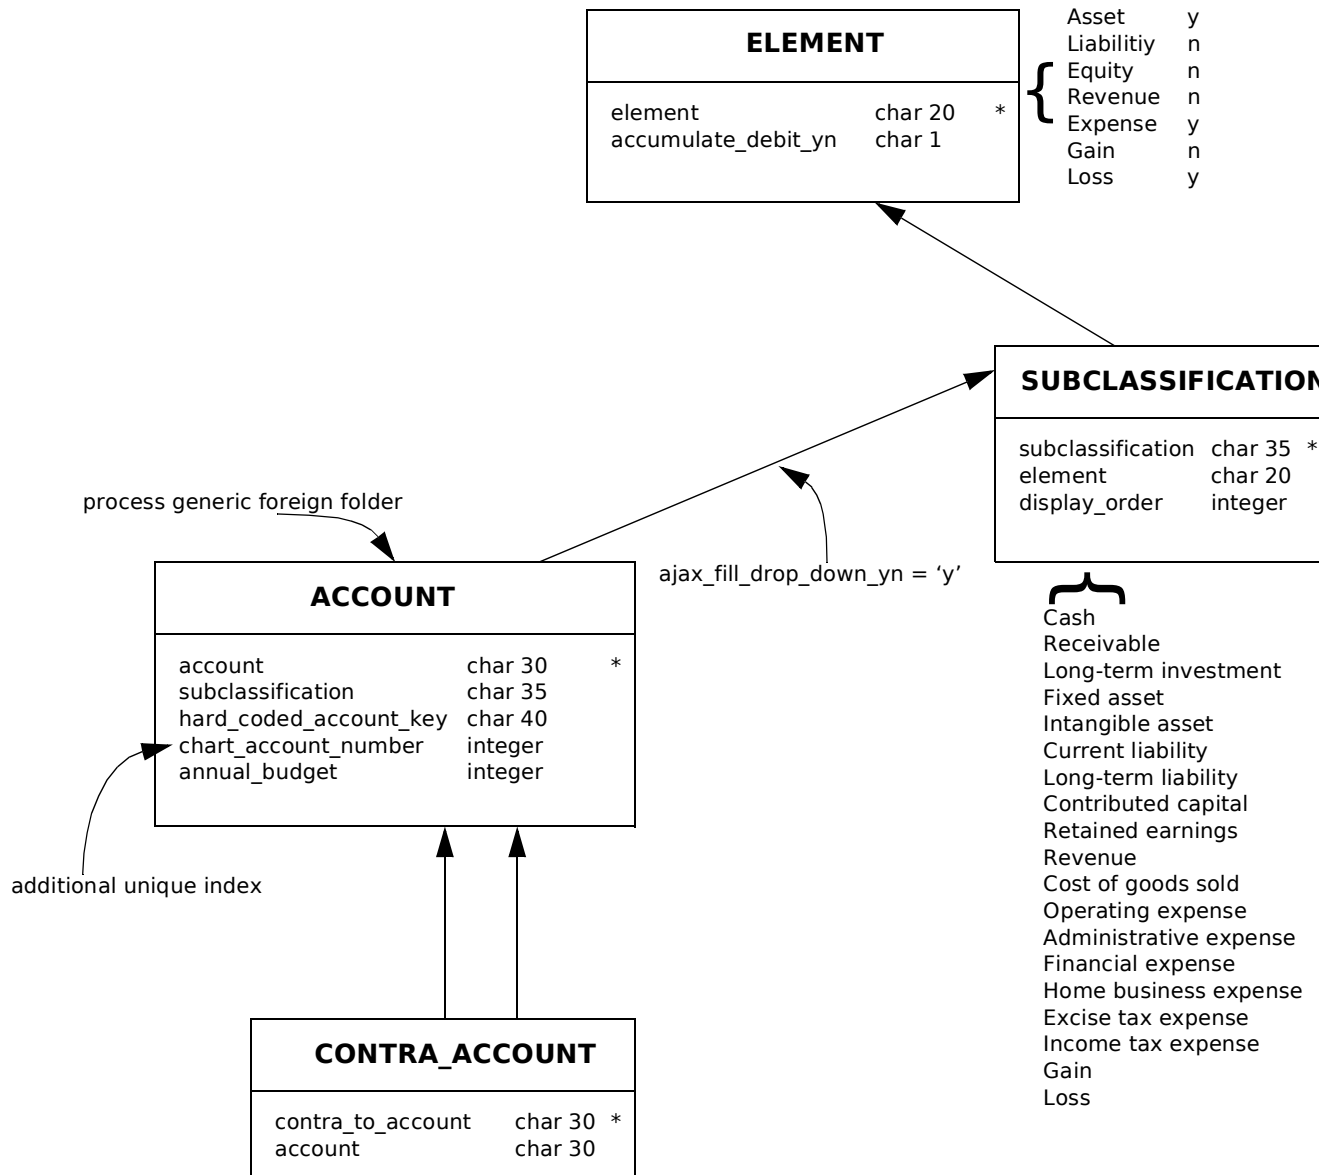 ELEMENT
element char 20 *
accumulate_debit_yn char 1
{
Asset y
Liabilitiy n
Equity n
Revenue n
Expense y
Gain n
Loss y
SUBCLASSIFICATION
subclassification char 35 *
element char 20
display_order integer
process generic foreign folder
ajax_fill_drop_down_yn = ‘y’
ACCOUNT
account char 30 *
subclassification char 35
hard_coded_account_key char 40
chart_account_number integer
annual_budget integer
additional unique index
{
Cash
Receivable
Long-term investment
Fixed asset
Intangible asset
Current liability
Long-term liability
Contributed capital
Retained earnings
Revenue
Cost of goods sold
Operating expense
Administrative expense
Financial expense
Home business expense
Excise tax expense
Income tax expense
Gain
Loss
CONTRA_ACCOUNT
contra_to_account char 30 *
account char 30